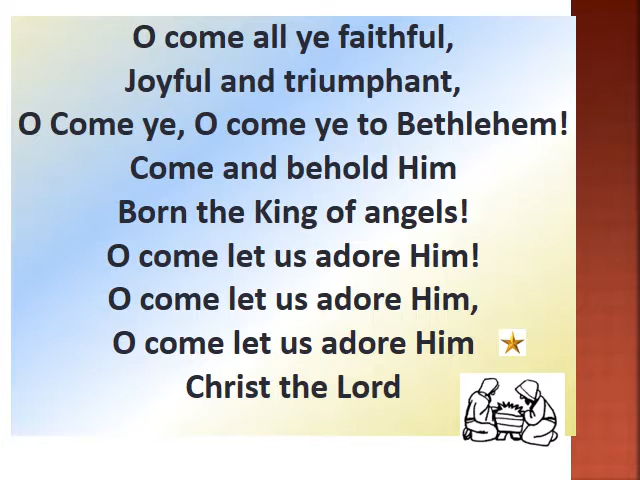 O come all ye faithful,
Joyful and triumphant,
O Come ye, O come ye to Bethlehem!
Come and behold Him
Born the King of angels!
O come let us adore Him!
O come let us adore Him,
O come let us adore Him
Christ the Lord